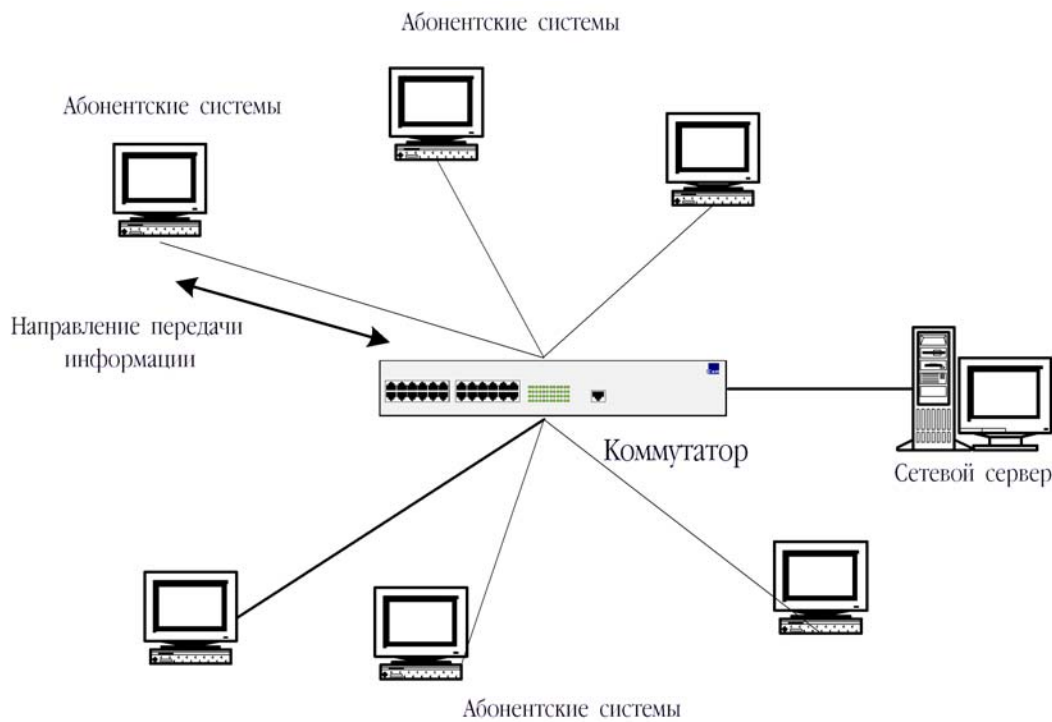 Абонентские системы
Абонентские системы
Направление передачи
информации
Коммутатор
Сетевой сервер
Абонентские системы